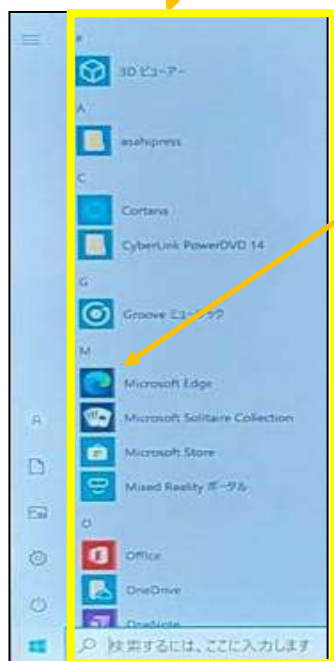 #
3D ビューアー
A
asahipress
C
Cortana
CyberLink PowerDVD 14
G
Groove ミュージック
M
Microsoft Edge
Microsoft Solitaire Collection
Microsoft Store
Mixed Reality ポータル
O
Office
OneDrive
OneNote
検索するには、ここに入力します